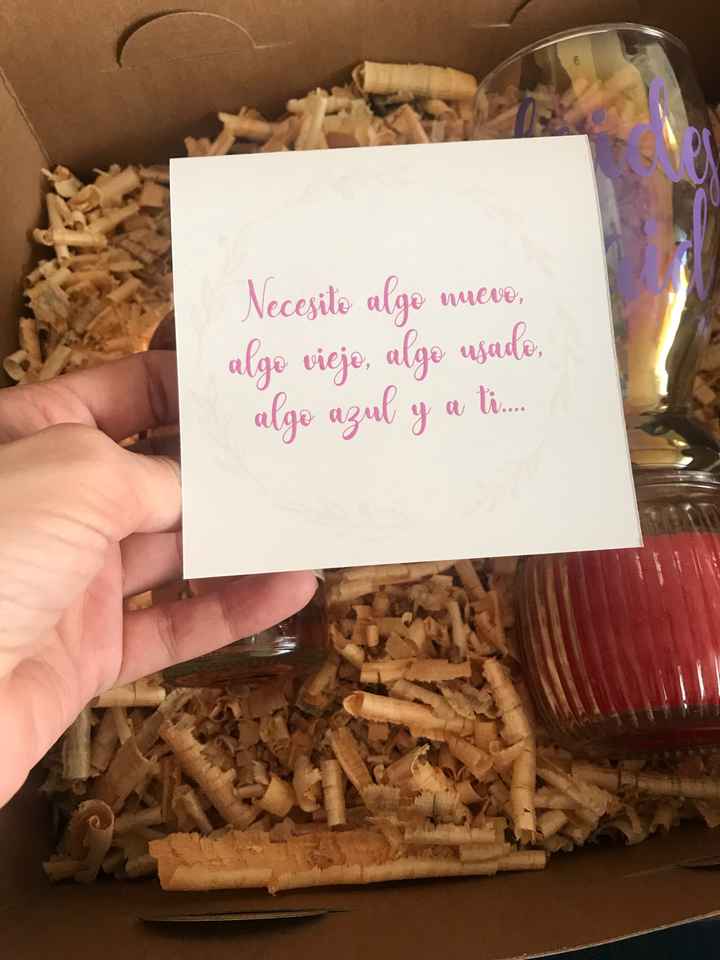 Necesito algo nuevo,
algo viejo, algo usado,
algo azul y a ti....